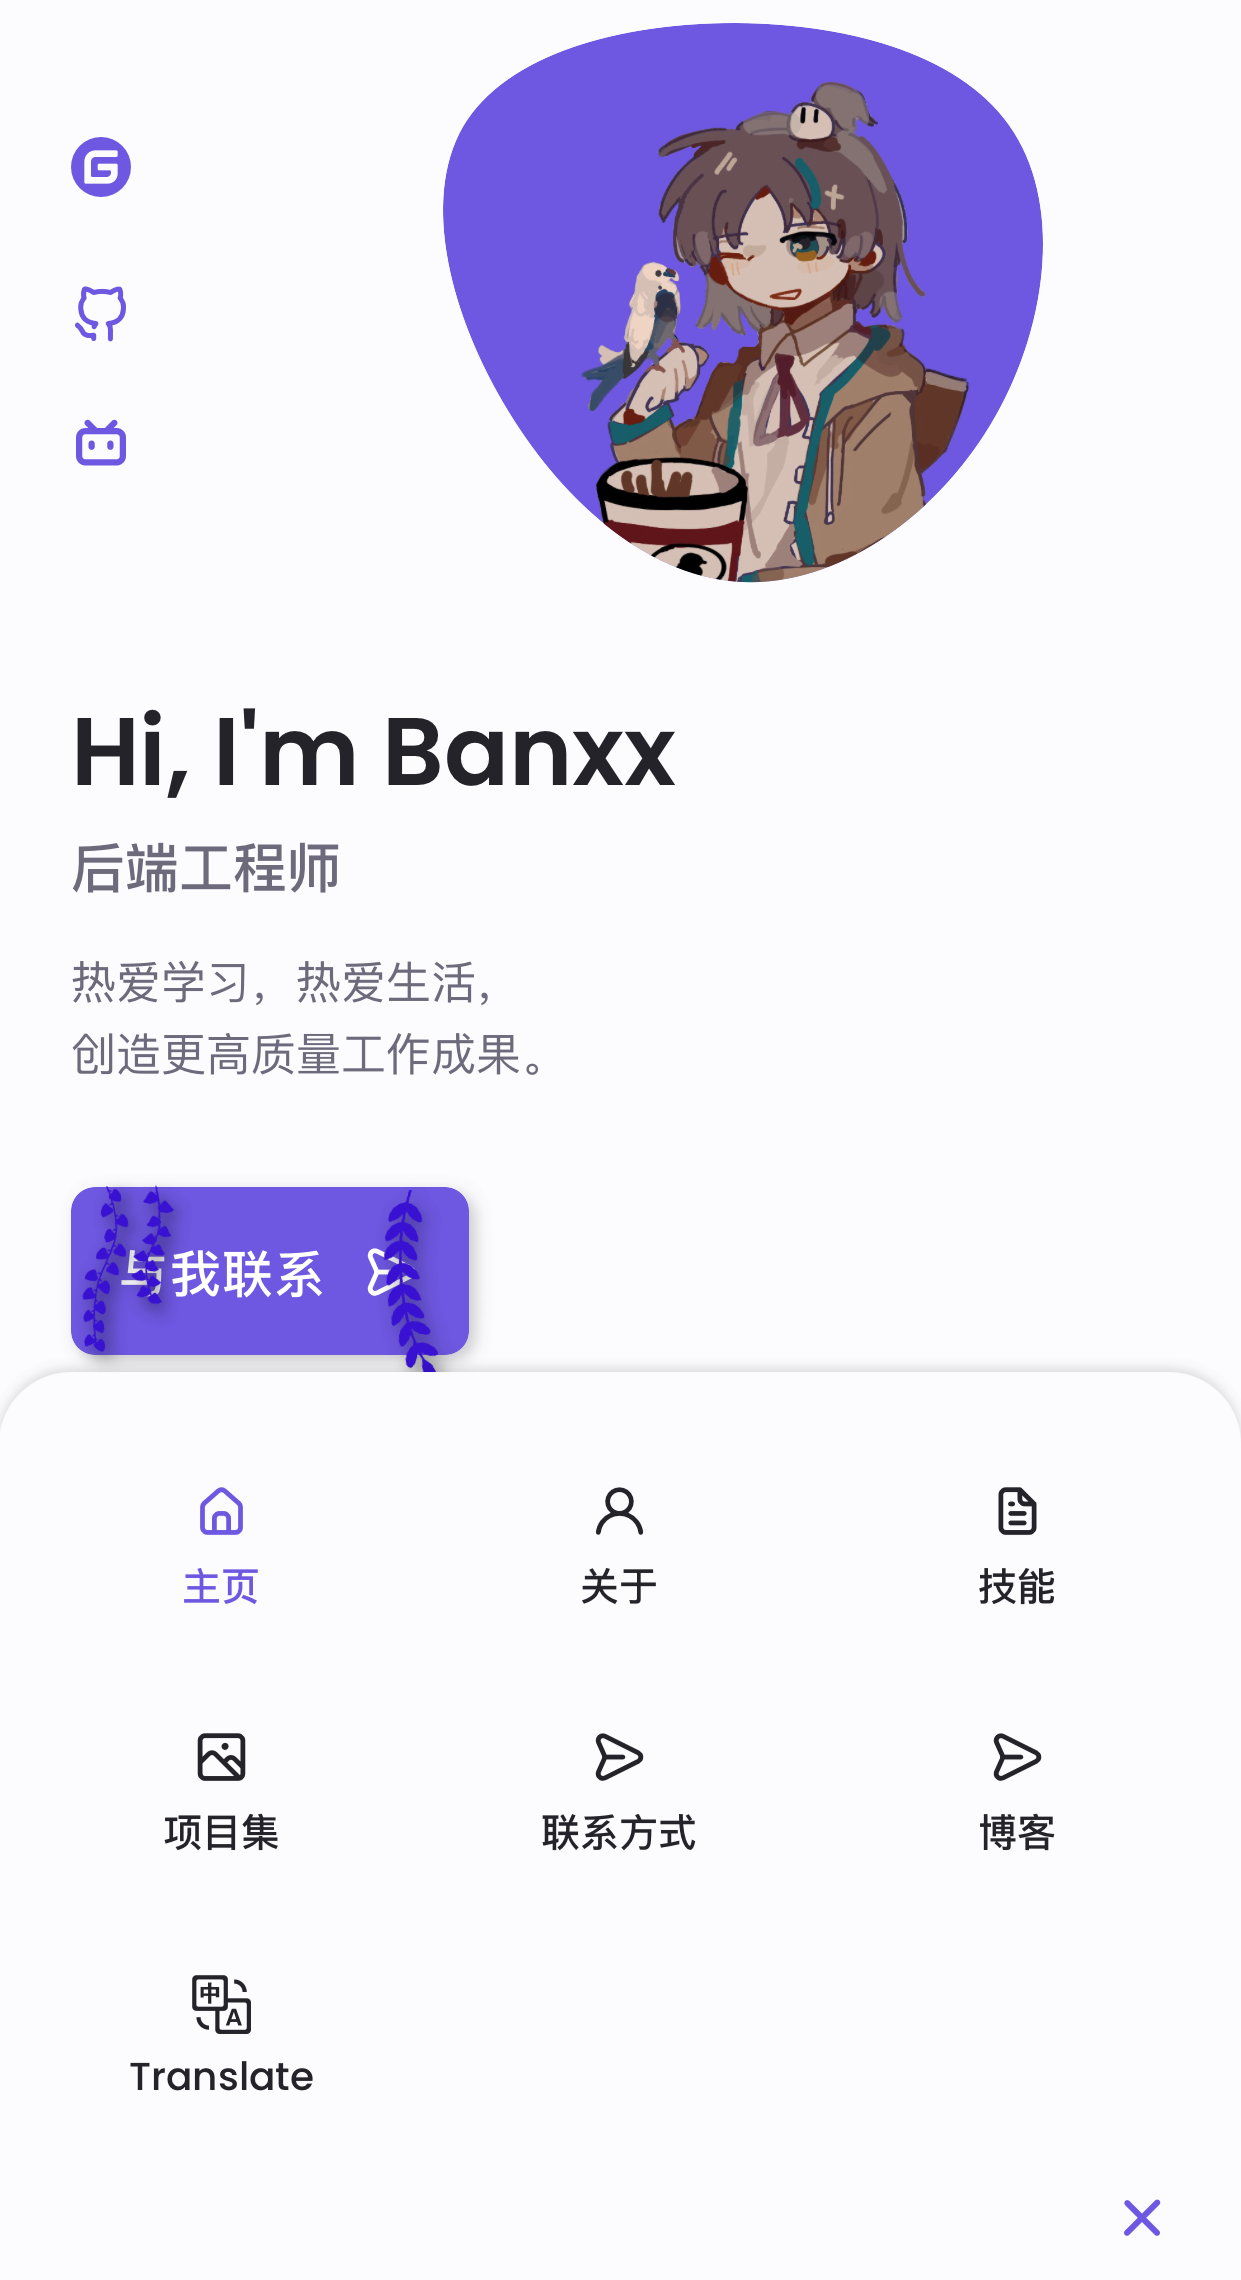 Hi, I'm Banxx
后端工程师
热爱学习，热爱生活，
创造更高质量工作成果。
与我联系
主页
关于
技能
项目集
联系方式
博客
中
A
Translate